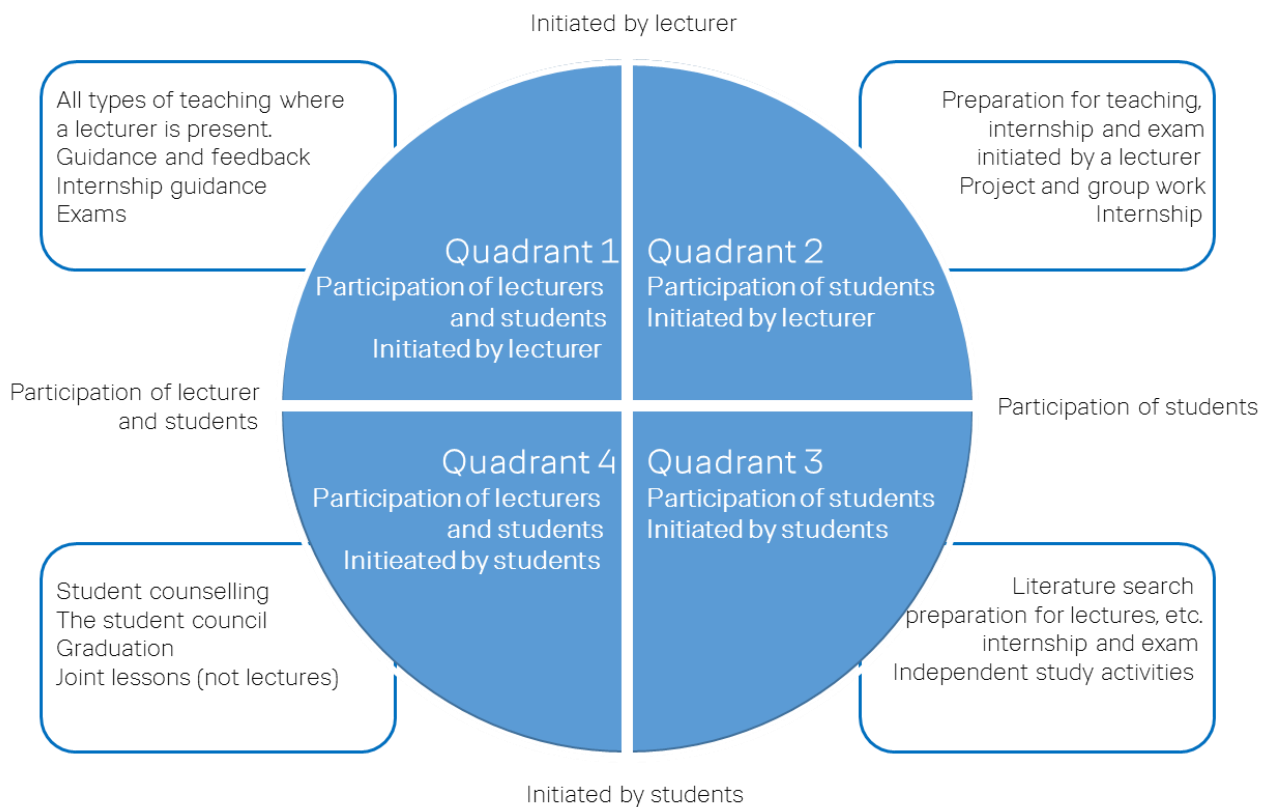 Initiated by lecturer
All types of teaching where
a lecturer is present.
Guidance and feedback
Internship guidance
Exams
Preparation for teaching,
internship and exam
initiated by a lecturer
Project and group work
Internship
Quadrant 1
Participation of lecturers
and students
Initiated by lecturer
Quadrant 2
Participation of students
Initiated by lecturer
Participation of lecturer
and students
Participation of students
Quadrant 4
Participation of lecturers
and students
Initieated by students
Quadrant 3
Participation of students
Initiated by students
Student counselling
The student council
Graduation
Joint lessons (not lectures)
Literature search
preparation for lectures, etc.
internship and exam
Independent study activities
Initiated by students